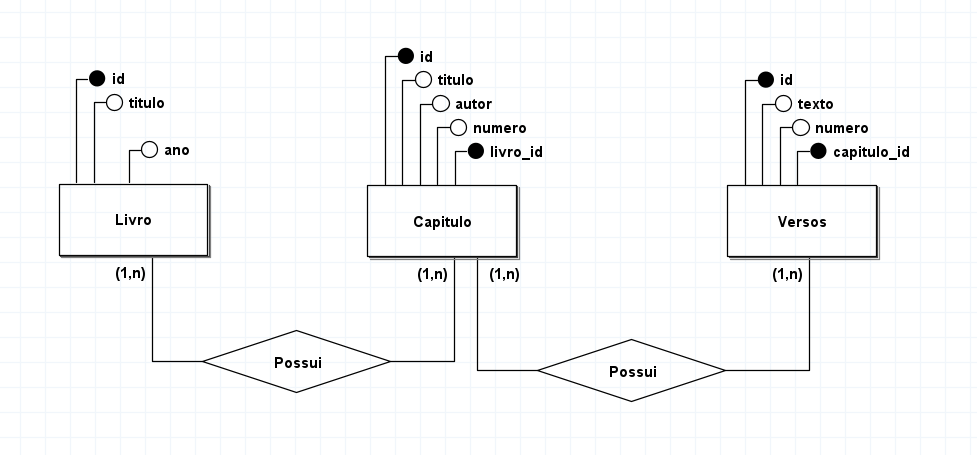 id
titulo
ano
Livro
(1,n)
id
titulo
autor
numero
livro_id
Capitulo
(1,n) (1,n)
id
texto
numero
capitulo_id
Versos
(1,n)
Possui
Possui